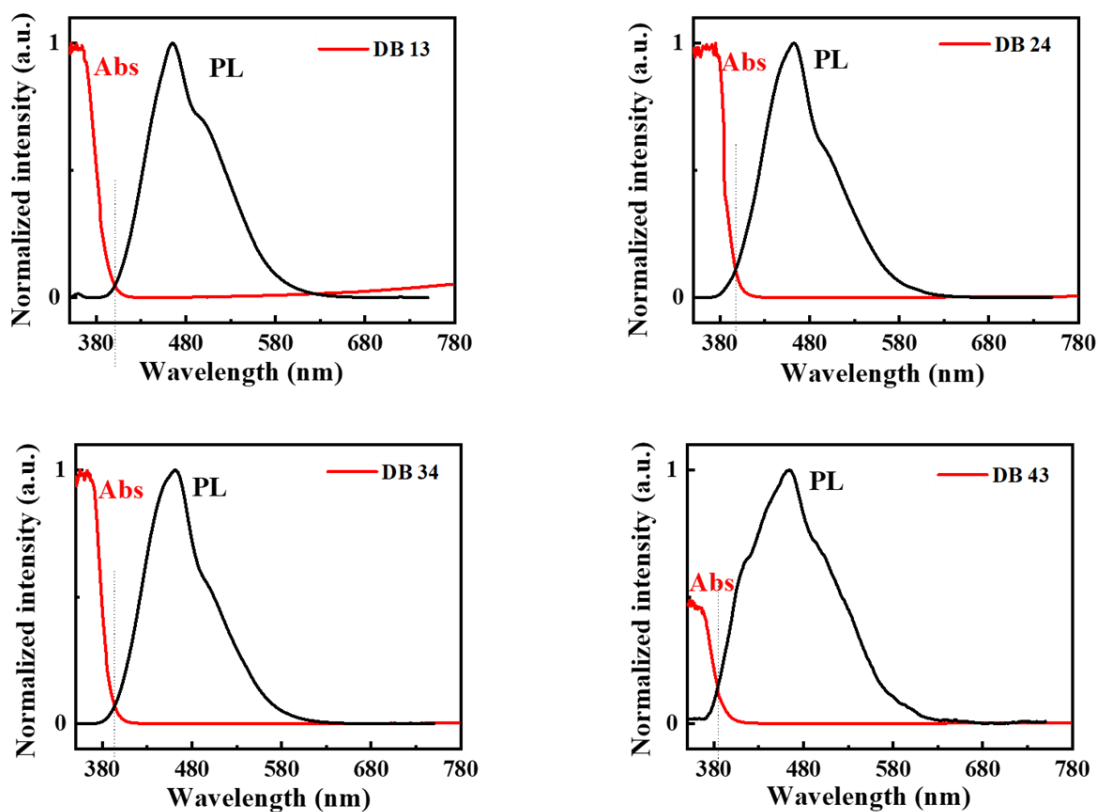 Normalized intensity (a.u.)
1
0
Abs
PL
DB 13
380 480 580 680 780
Wavelength (nm)
Normalized intensity (a.u.)
1
0
Abs
PL
DB 24
380 480 580 680 780
Wavelength (nm)
Normalized intensity (a.u.)
1
0
Abs
PL
DB 34
380 480 580 680 780
Wavelength (nm)
Normalized intensity (a.u.)
1
0
Abs
PL
DB 43
380 480 580 680 780
Wavelength (nm)